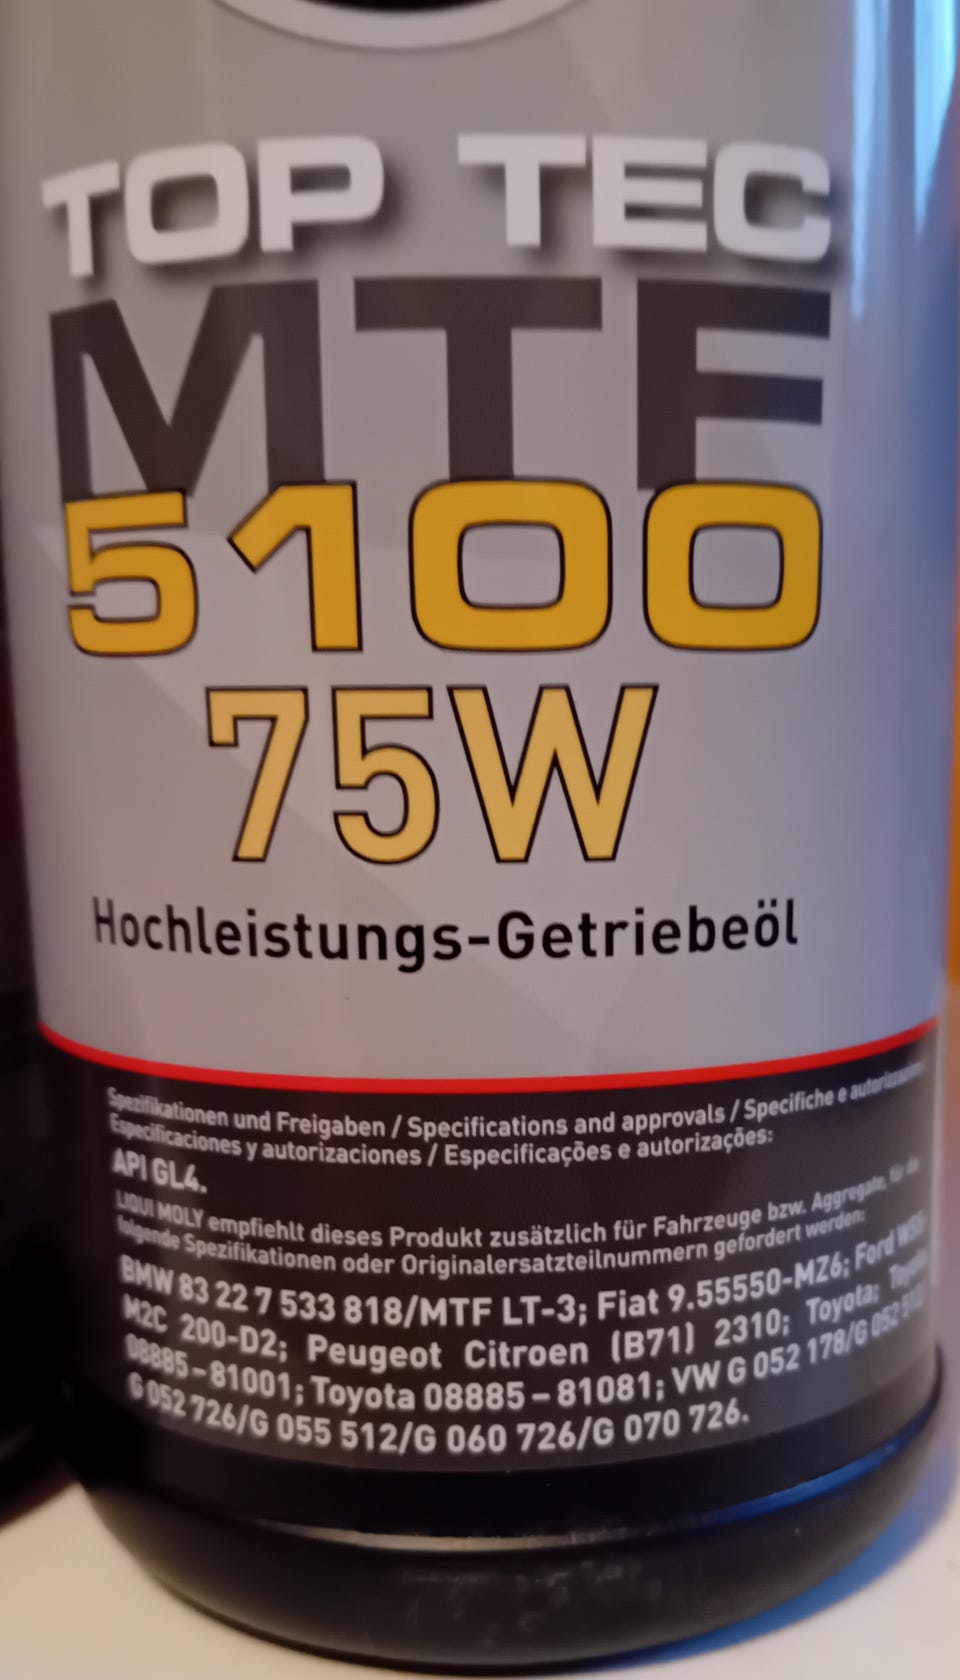 TOP TEC
MTF
5100
75W
Hochleistungs-Getriebeöl
Spezifikationen und Freigaben / Specifications and approvals / Specifiche e autorizzazioni
Especificaciones y autorizaciones / Especificações e autorizações:
API GL4.
LIQUI MOLY empfiehlt dieses Produkt zusätzlich für Fahrzeuge bzw. Aggregate, für die
folgende Spezifikationen oder Originalersatzteilnummern gefordert werden:
BMW 83 22 7 533 818/MTF LT-3; Fiat 9.55550-MZ6; Ford
M2C 200-D2; Peugeot Citroen (B71) 2310; Toyota; Toyota
08885 – 81001; Toyota 08885 – 81081; VW G 052 178/G 052
G 052 726/G 055 512/G 060 726/G 070 726.